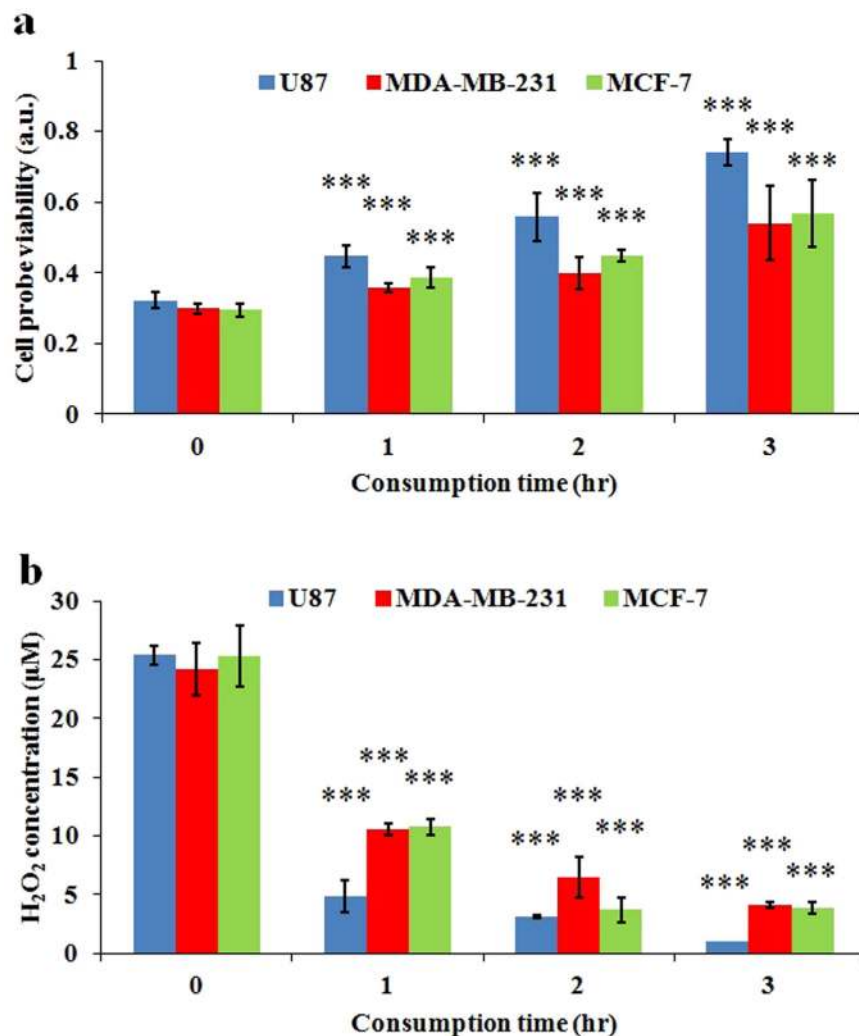 a
Cell probe viability (a.u.)
1
0.8
0.6
0.4
0.2
0
U87 MDA-MB-231 MCF-7
*** *** ***
*** *** ***
*** *** ***
0 1 2 3
Consumption time (hr)
b
H₂O₂ concentration (µM)
30
25
20
15
10
5
0
U87 MDA-MB-231 MCF-7
*** *** ***
*** *** ***
*** *** ***
0 1 2 3
Consumption time (hr)